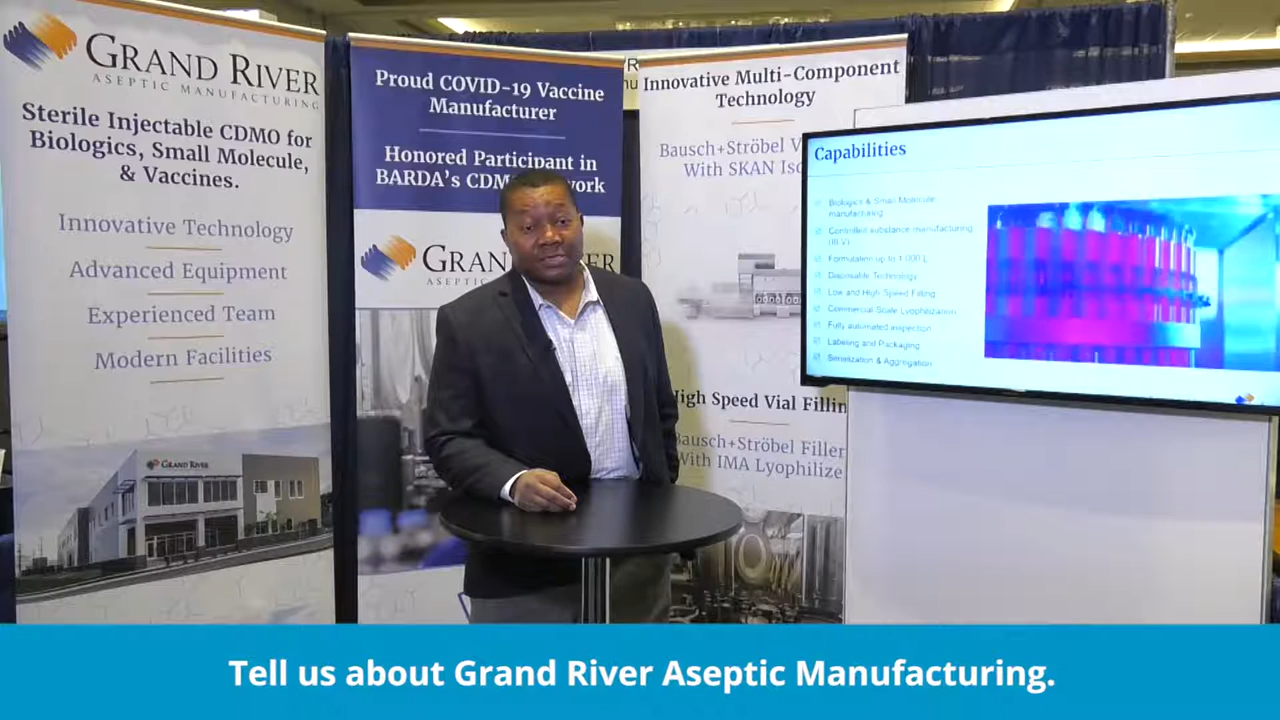 GRAND RIVER
ASEPTIC MANUFACTURING
Sterile Injectable CDMO for
Biologics, Small Molecule,
& Vaccines.
Innovative Technology
Advanced Equipment
Experienced Team
Modern Facilities
GRAND RIVER
Proud COVID-19 Vaccine
Manufacturer
Honored Participant in
BARDA's
Innovative Multi-Component
Technology
Bausch+Ströbel
With SKAN
High Speed Vial
Bausch+Ströbel Filler
With IMA
Capabilities
Biologics & Small Molecule
manufacturing
Controlled substance manufacturing
Formulation up to 1,000 L
Disposable Technology
Low and High Speed Filling
Commercial Scale Lyophilization
Fully automated inspection
Labeling and Packaging
Serialization & Aggregation
Tell us about Grand River Aseptic Manufacturing.